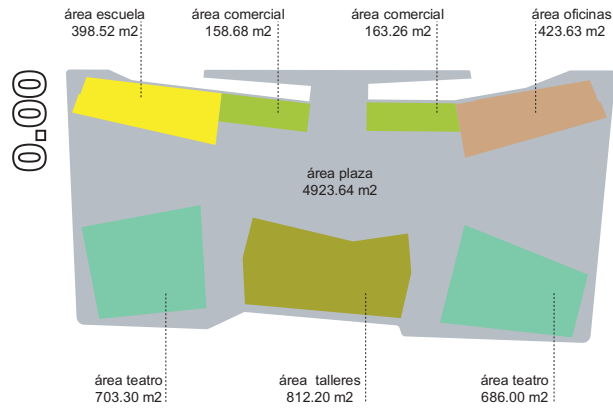 área escuela
398.52 m2
área comercial
158.68 m2
área comercial
163.26 m2
área oficinas
423.63 m2
0.00
área plaza
4923.64 m2
área teatro
703.30 m2
área  talleres
812.20 m2
área teatro
686.00 m2